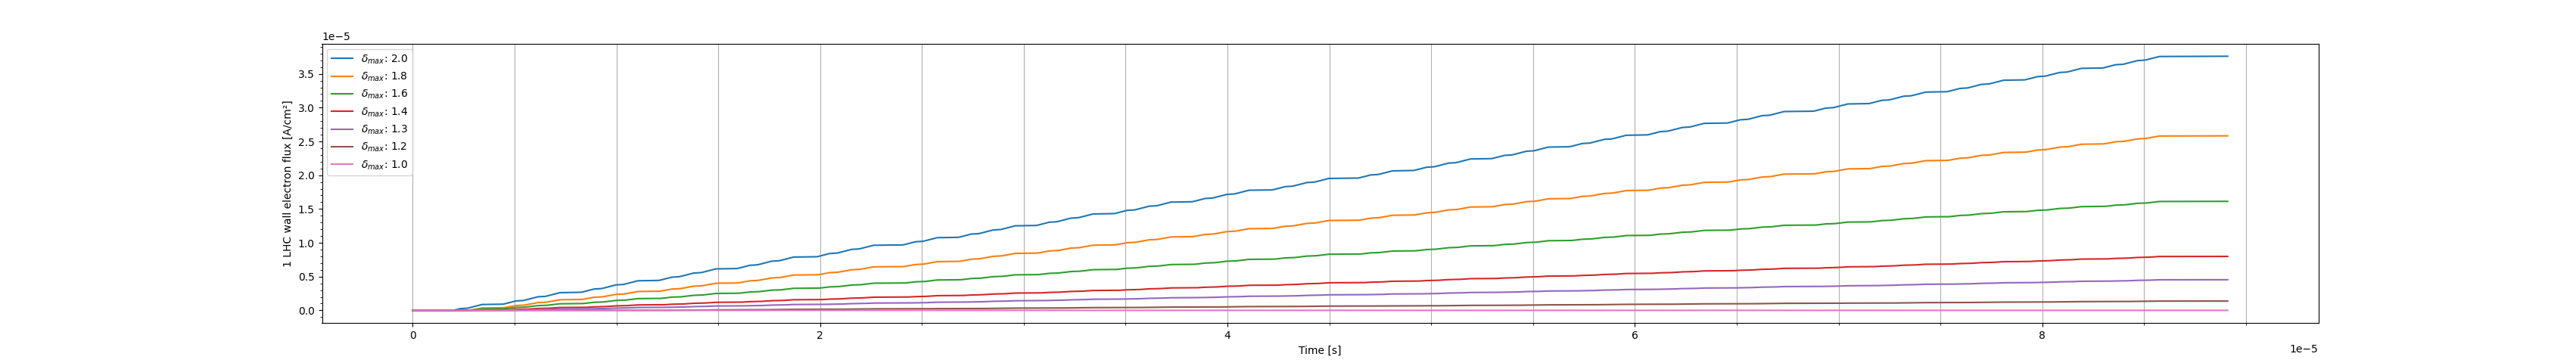 1e−5
δmax: 2.0
δmax: 1.8
δmax: 1.6
δmax: 1.4
δmax: 1.3
δmax: 1.2
δmax: 1.0
3.5
3.0
2.5
2.0
1.5
1.0
0.5
0.0
1 LHC wall electron flux [A/cm²]
0 2 4 6 8
Time [s]
1e−5